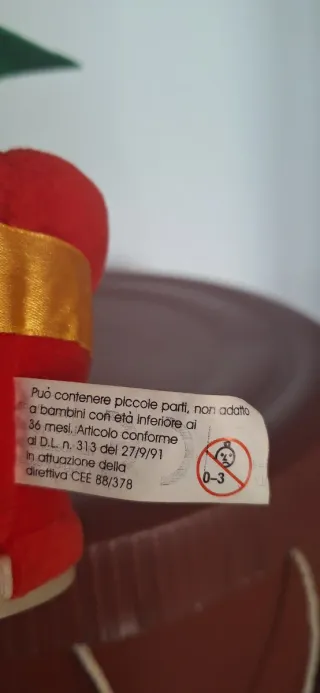 Può contenere piccole parti, non adatto
a bambini con età inferiore ai
36 mesi. Articolo conforme
al D.L. n. 313 del 27/9/91
in attuazione della
direttiva CEE 88/378
0-3